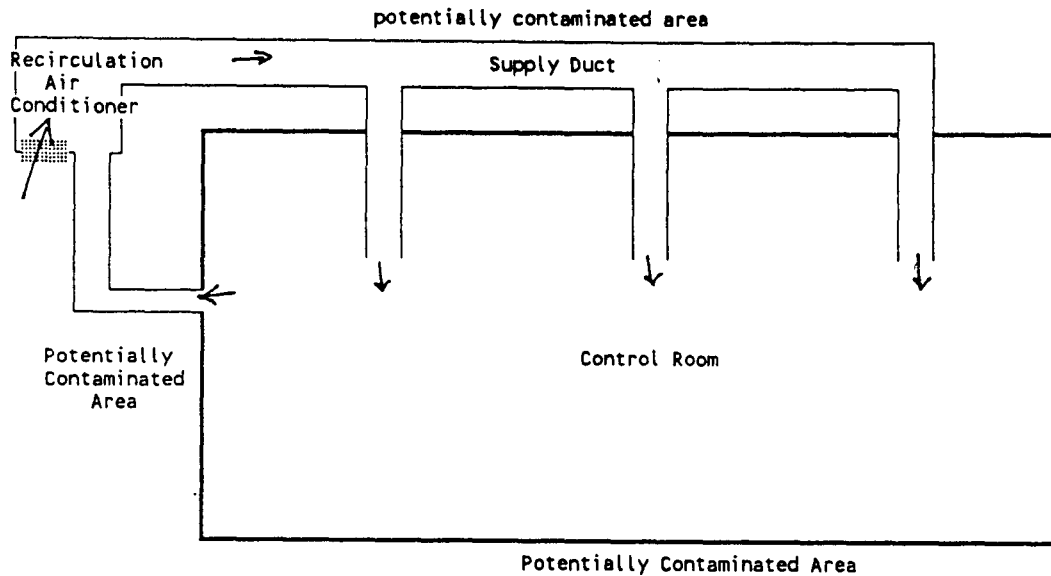 potentially contaminated area
Recirculation
Air
Conditioner
Supply Duct
Potentially
Contaminated
Area
Control Room
Potentially Contaminated Area